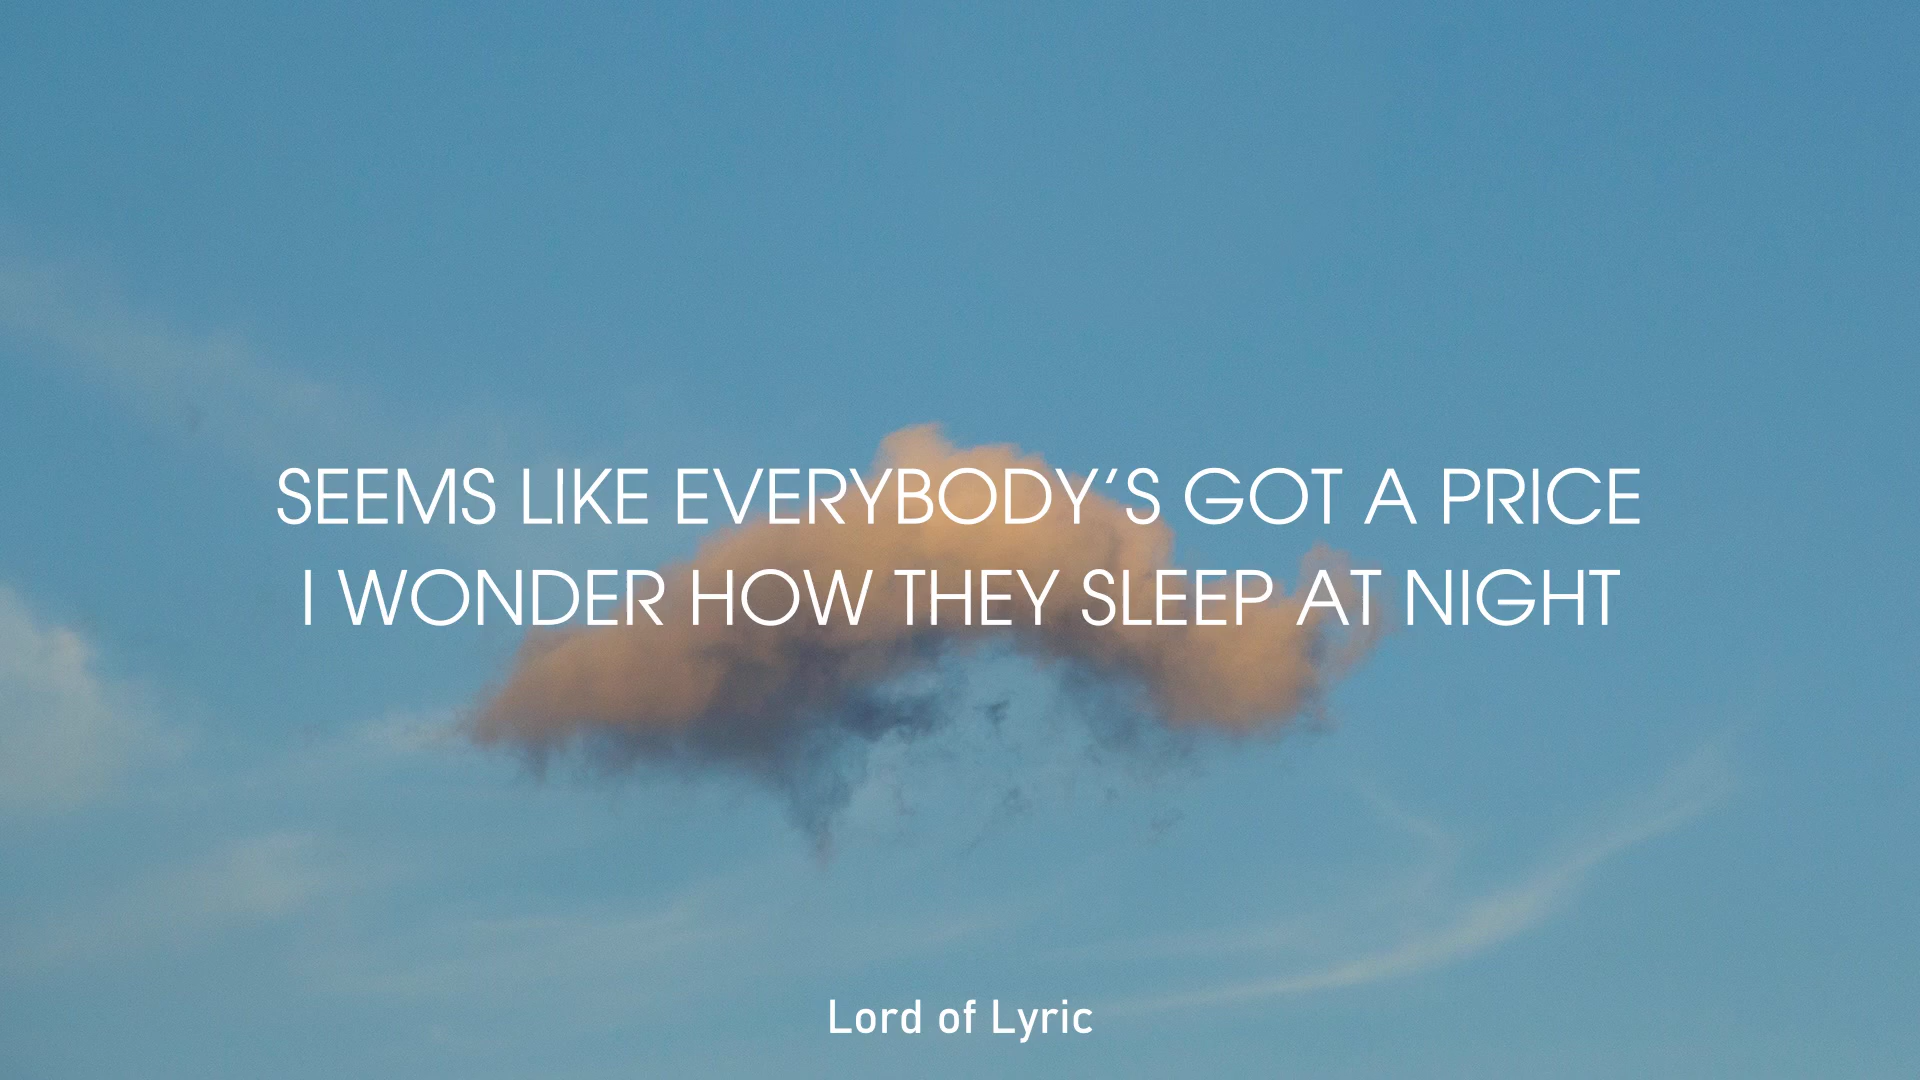 SEEMS LIKE EVERYBODY'S GOT A PRICE
I WONDER HOW THEY SLEEP AT NIGHT
Lord of Lyric